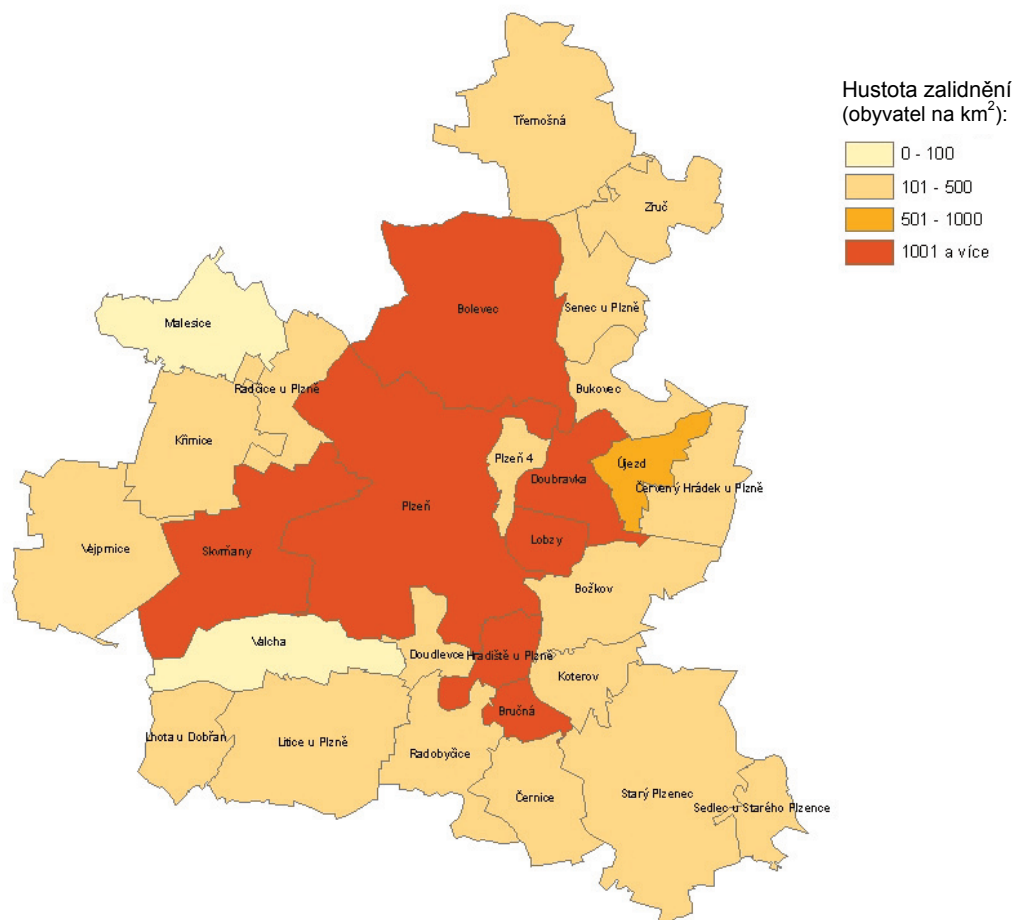 Hustota zalidnění
(obyvatel na km²):
0 - 100
101 - 500
501 - 1000
1001 a více
Třemošná
Zruč
Senec u Plzně
Bolevec
Malesice
Radčice u Plzně
Bukovec
Křimice
Plzeň 4
Újezd
Doubravka
Červený Hrádek u Plzně
Plzeň
Lobzy
Vejprnice
Skvrňany
Božkov
Valcha
Doudlevce
Hradiště u Plzně
Koterov
Bručná
Lhota u Dobřan
Litice u Plzně
Radobyčice
Černice
Starý Plzenec
Sedlec u Starého Plzence